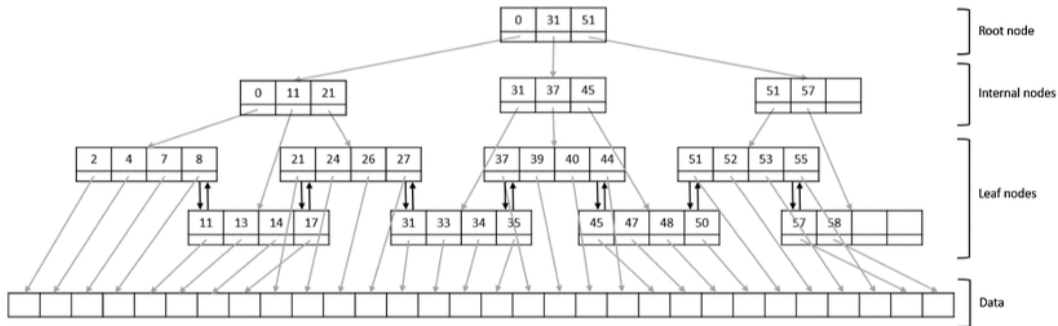 0 31 51
Root node
0 11 21
31 37 45
51 57
Internal nodes
2 4 7 8
21 24 26 27
37 39 40 44
51 52 53 55
Leaf nodes
11 13 14 17
31 33 34 35
45 47 48 50
57 58
Data